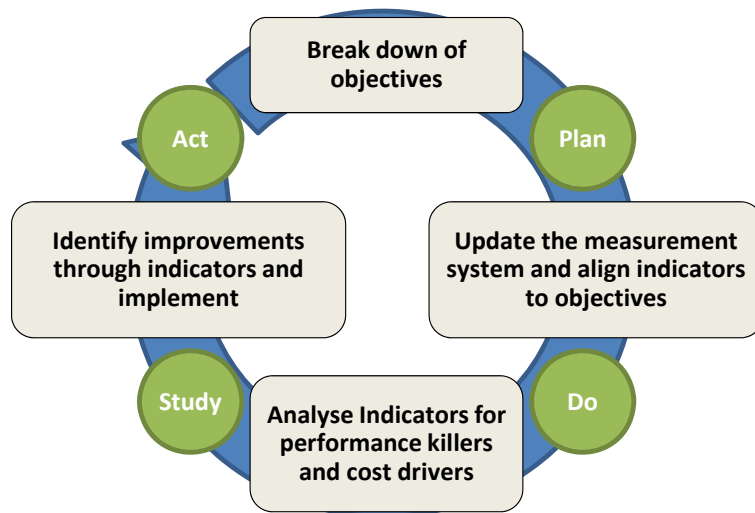 Break down of
objectives
Act
Plan
Identify improvements
through indicators and
implement
Update the measurement
system and align indicators
to objectives
Study
Do
Analyse Indicators for
performance killers
and cost drivers